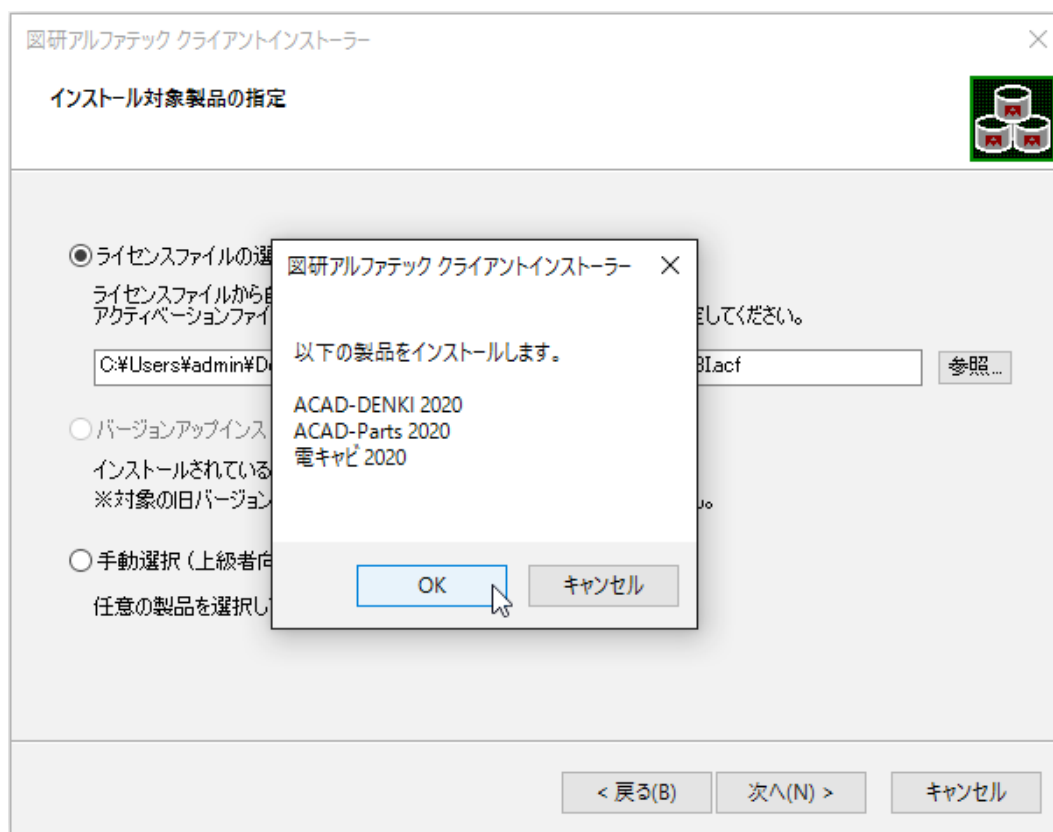 図研アルファテック クライアントインストーラー
インストール対象製品の指定
ライセンスファイルの選
ライセンスファイルから
アクティベーションファイ
してください。
C:¥Users¥admin¥D
BI.acf
参照...
バージョンアップインス
インストールされている
※対象の旧バージョン
手動選択（上級者向
任意の製品を選択し
図研アルファテック クライアントインストーラー
以下の製品をインストールします。
ACAD-DENKI 2020
ACAD-Parts 2020
電キャビ 2020
OK
キャンセル
< 戻る(B)
次へ(N) >
キャンセル